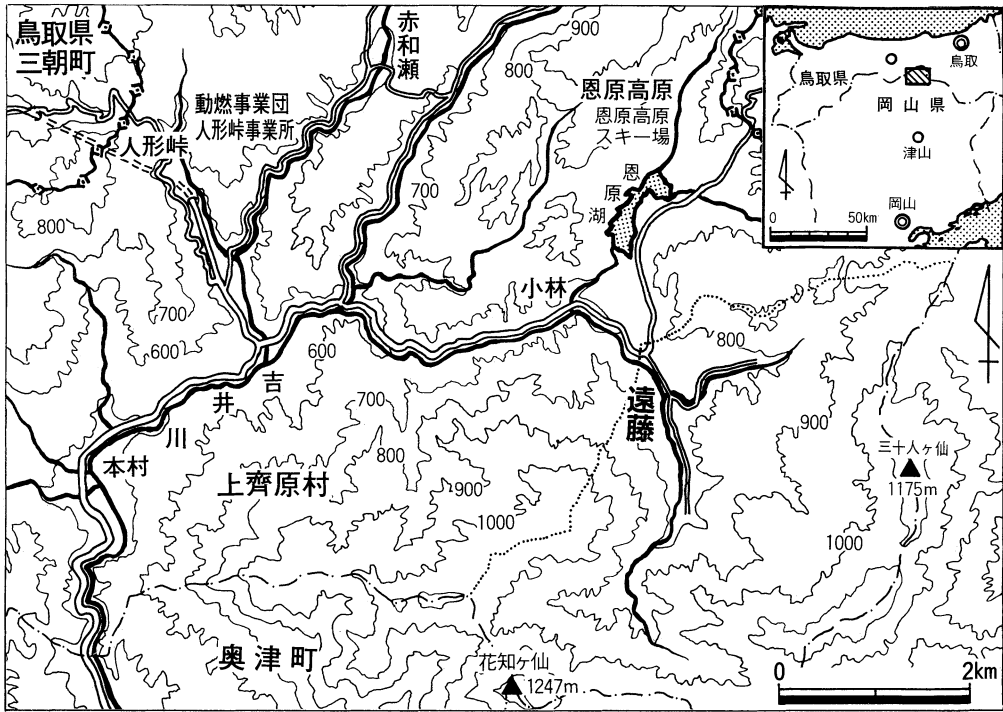 鳥取県
三朝町
人形峠
動燃事業団
人形峠事業所
赤和瀬
900
800
700
恩原高原
恩原高原
スキー場
恩原湖
800
700
600
小林
600
700
800
900
1000
吉井川
本村
上齊原村
遠藤
800
900
三十人ヶ仙
1175m
1000
奥津町
花知ヶ仙
1247m
0 2km
鳥取
鳥取県
岡山県
津山
岡山
0 50km